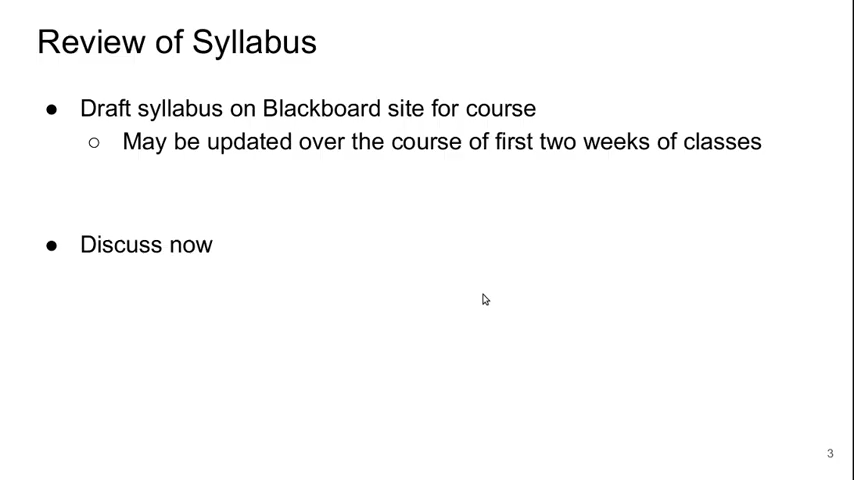 Review of Syllabus
● Draft syllabus on Blackboard site for course
○ May be updated over the course of first two weeks of classes
● Discuss now
3